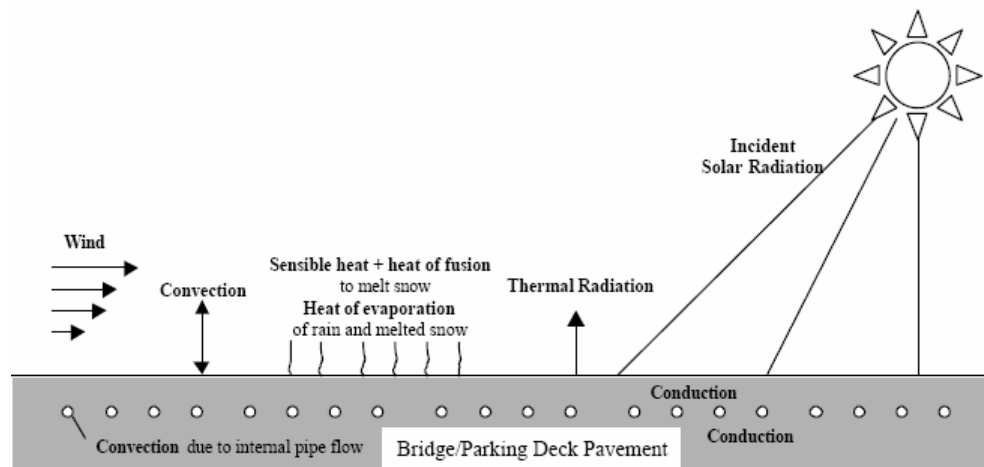 Incident
Solar Radiation
Wind
Convection
Sensible heat + heat of fusion
to melt snow
Heat of evaporation
of rain and melted snow
Thermal Radiation
Conduction
Convection due to internal pipe flow
Bridge/Parking Deck Pavement
Conduction